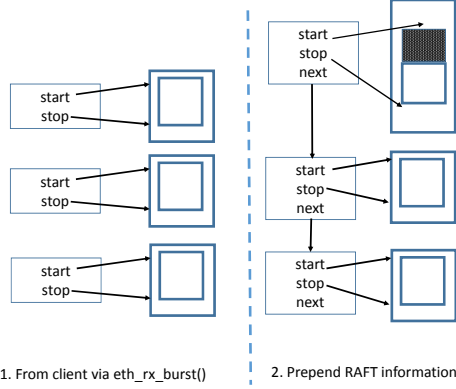 start
stop
start
stop
start
stop
1. From client via eth_rx_burst()
start
stop
next
start
stop
next
start
stop
next
2. Prepend RAFT information